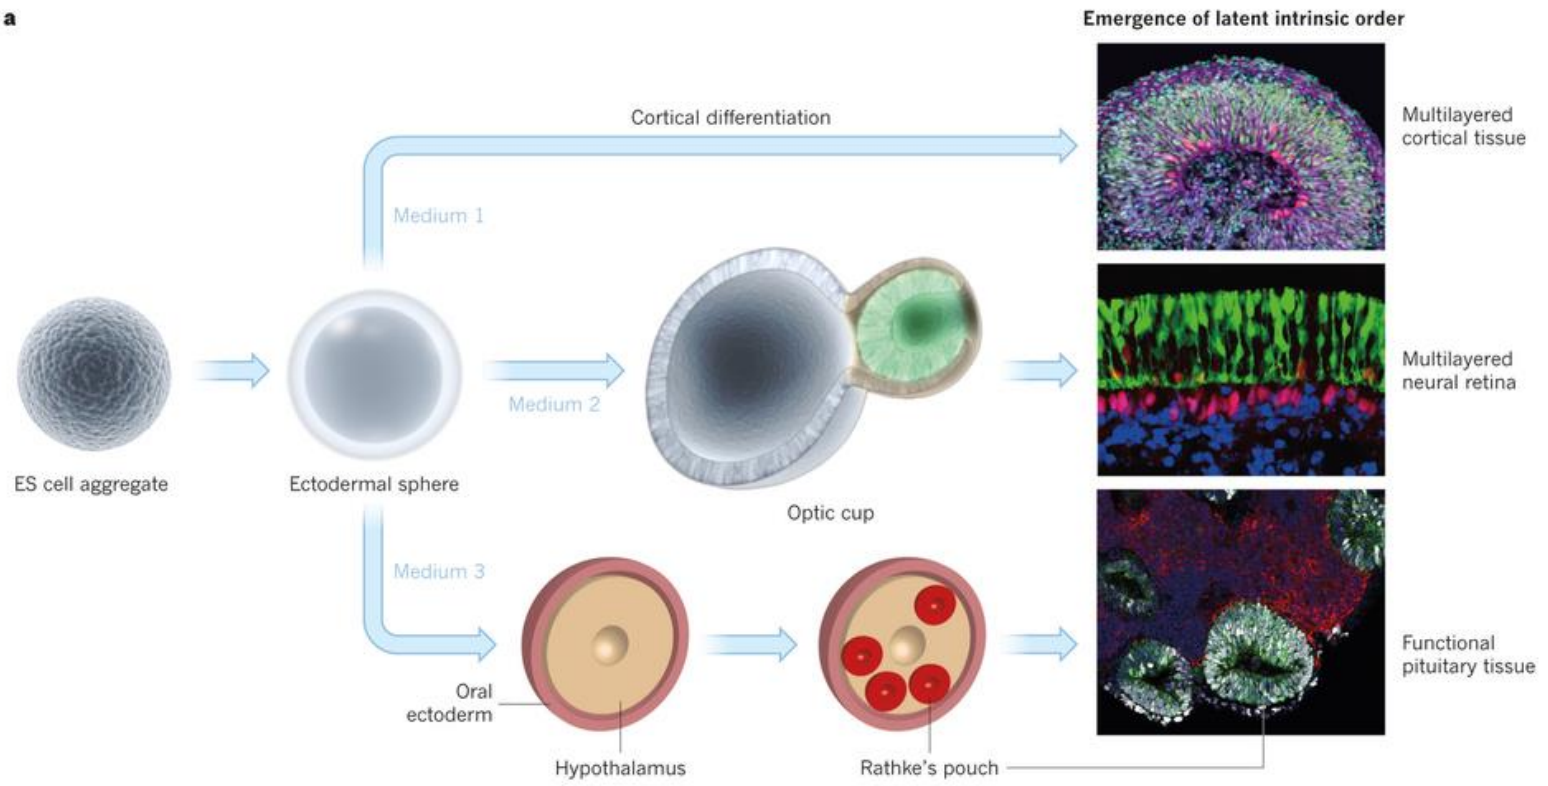 a
Emergence of latent intrinsic order
Cortical differentiation
Multilayered
cortical tissue
Medium 1
Multilayered
neural retina
Medium 2
ES cell aggregate
Ectodermal sphere
Optic cup
Medium 3
Functional
pituitary tissue
Oral
ectoderm
Hypothalamus
Rathke's pouch